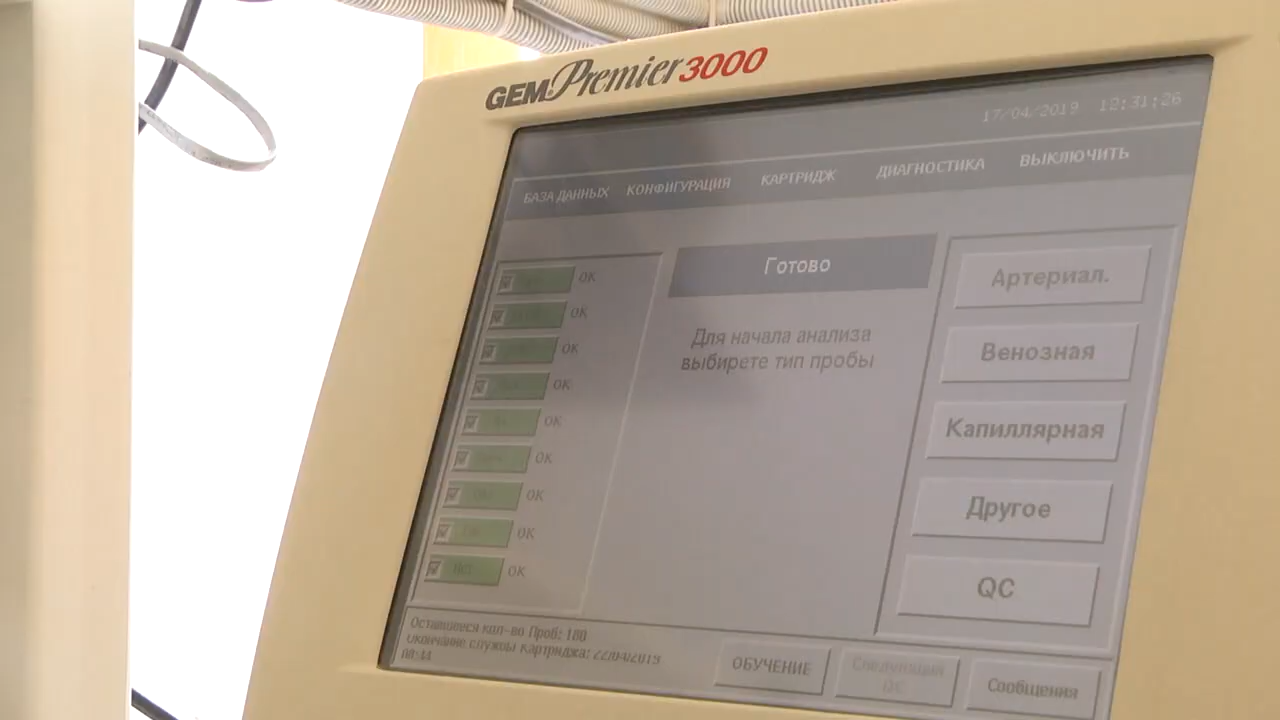 GEM Premier 3000
17/04/2019 12:31:26
БАЗА ДАННЫХ КОНФИГУРАЦИЯ КАРТРИДЖ ДИАГНОСТИКА ВЫКЛЮЧИТЬ
OK
OK
OK
OK
OK
OK
OK
OK
Hct OK
Готово
Для начала анализа
выбирете тип пробы
Артериал.
Венозная
Капиллярная
Другое
QC
Оставшееся кол-во Проб: 180
Окончание службы картриджа: 22/04/2019
08:44
ОБУЧЕНИЕ
Следующий
QC
Сообщения